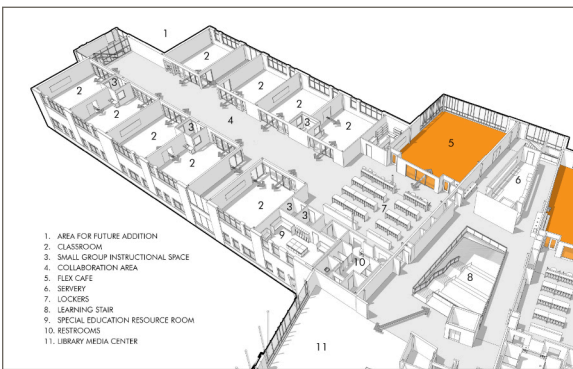 1
2
2
3
2
2
2
2
3
4
3
2
5
2
2
6
2
3
3
7
9
10
8
11
1. AREA FOR FUTURE ADDITION
2. CLASSROOM
3. SMALL GROUP INSTRUCTIONAL SPACE
4. COLLABORATION AREA
5. FLEX CAFE
6. SERVERY
7. LOCKERS
8. LEARNING STAIR
9. SPECIAL EDUCATION RESOURCE ROOM
10. RESTROOMS
11. LIBRARY MEDIA CENTER